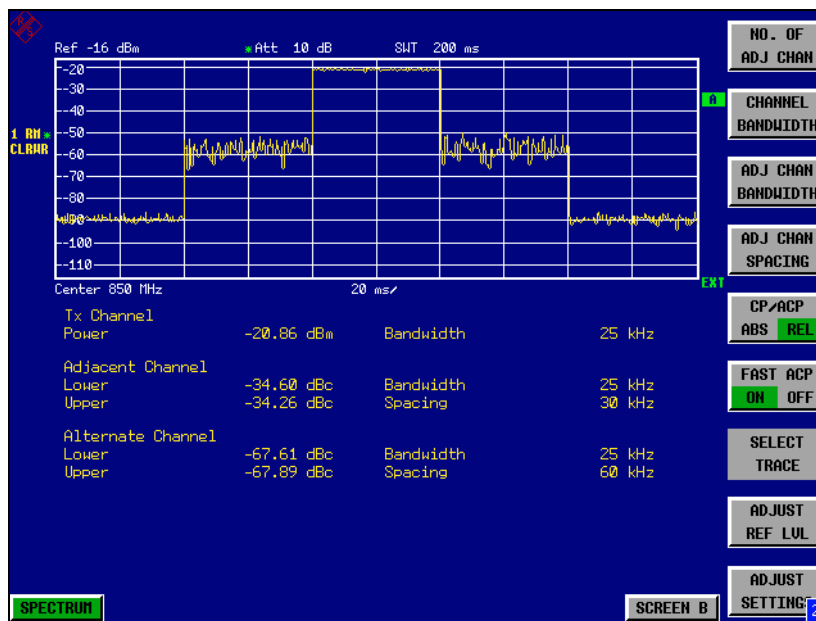 Ref -16 dBm *Att 10 dB SWT 200 ms
-20
-30
-40
-50
-60
-70
-80
-90
-100
-110
1 RM *
CLRWR
A
EXT
Center 850 MHz 20 ms/
Tx Channel
Power -20.86 dBm Bandwidth 25 kHz
Adjacent Channel
Lower -34.60 dBc Bandwidth 25 kHz
Upper -34.26 dBc Spacing 30 kHz
Alternate Channel
Lower -67.61 dBc Bandwidth 25 kHz
Upper -67.89 dBc Spacing 60 kHz
SPECTRUM
SCREEN B
NO. OF
ADJ CHAN
CHANNEL
BANDWIDTH
ADJ CHAN
BANDWIDTH
ADJ CHAN
SPACING
CP/ACP
ABS REL
FAST ACP
ON OFF
SELECT
TRACE
ADJUST
REF LVL
ADJUST
SETTINGS
2